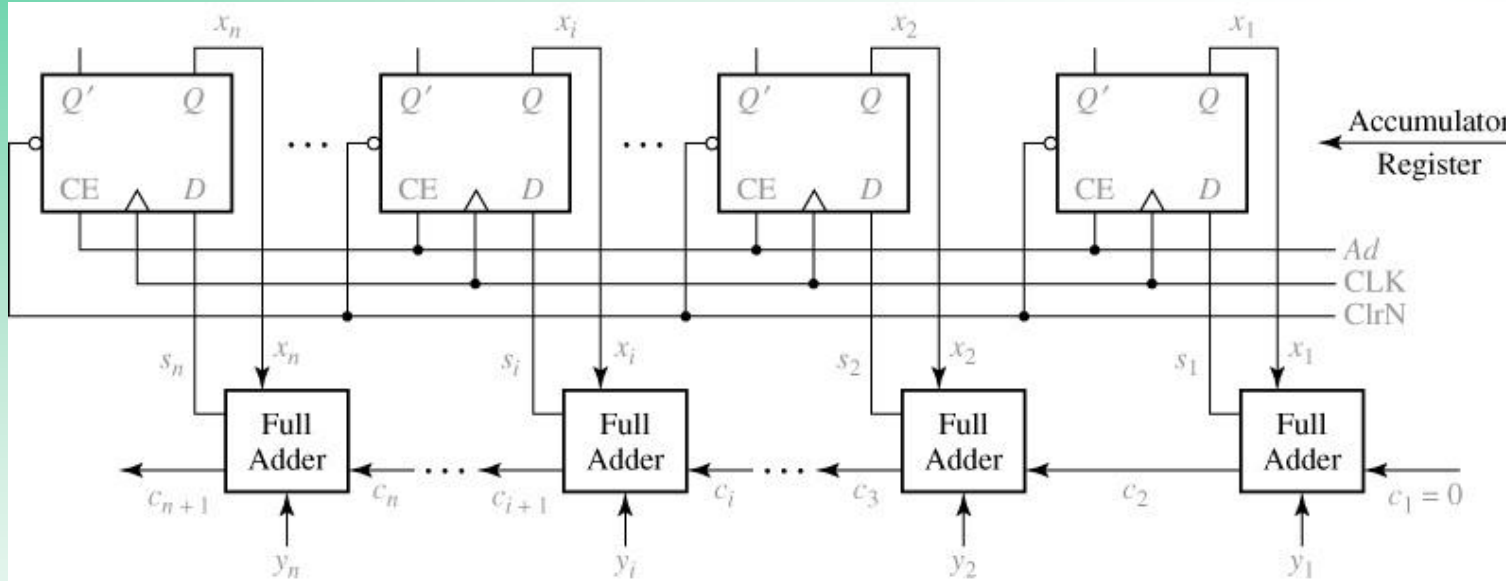 xₙ xᵢ x₂ x₁
Q′ Q Q′ Q Q′ Q Q′ Q
... ...
Accumulator
Register
CE D CE D CE D CE D
Ad
CLK
ClrN
sₙ xₙ sᵢ xᵢ s₂ x₂ s₁ x₁
Full Full Full Full
Adder Adder Adder Adder
... ...
cₙ₊₁ cₙ cᵢ₊₁ cᵢ c₃ c₂ c₁ = 0
yₙ yᵢ y₂ y₁